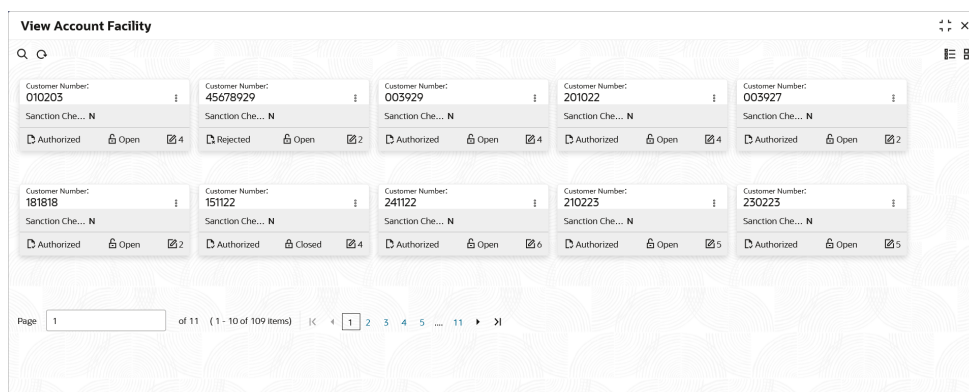 View Account Facility
Customer Number: Customer Number: Customer Number: Customer Number: Customer Number:
010203 45678929 003929 201022 003927
Sanction Che... N Sanction Che... N Sanction Che... N Sanction Che... N Sanction Che... N
Authorized Open 4 Rejected Open 2 Authorized Open 4 Authorized Open 4 Authorized Open 2
Customer Number: Customer Number: Customer Number: Customer Number: Customer Number:
181818 151122 241122 210223 230223
Sanction Che... N Sanction Che... N Sanction Che... N Sanction Che... N Sanction Che... N
Authorized Open 2 Authorized Closed 4 Authorized Open 6 Authorized Open 5 Authorized Open 5
Page 1 of 11 ( 1 - 10 of 109 items) 1 2 3 4 5 .... 11